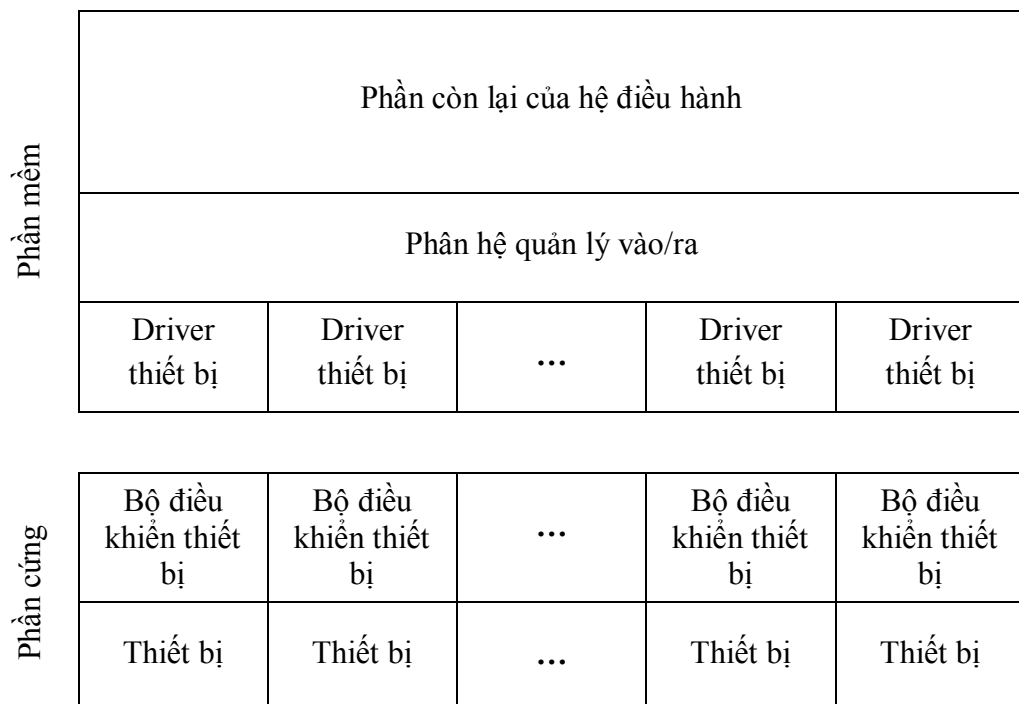 Phần mềm
Phần còn lại của hệ điều hành
Phân hệ quản lý vào/ra
Driver
thiết bị
Driver
thiết bị
...
Driver
thiết bị
Driver
thiết bị
Phần cứng
Bộ điều
khiển thiết
bị
Bộ điều
khiển thiết
bị
...
Bộ điều
khiển thiết
bị
Bộ điều
khiển thiết
bị
Thiết bị
Thiết bị
...
Thiết bị
Thiết bị